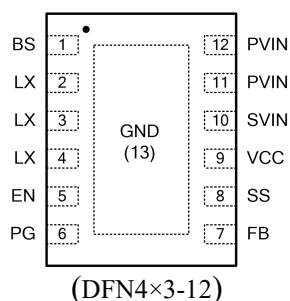 BS 1 12 PVIN
LX 2 11 PVIN
LX 3 10 SVIN
GND
(13)
LX 4 9 VCC
EN 5 8 SS
PG 6 7 FB
(DFN4×3-12)